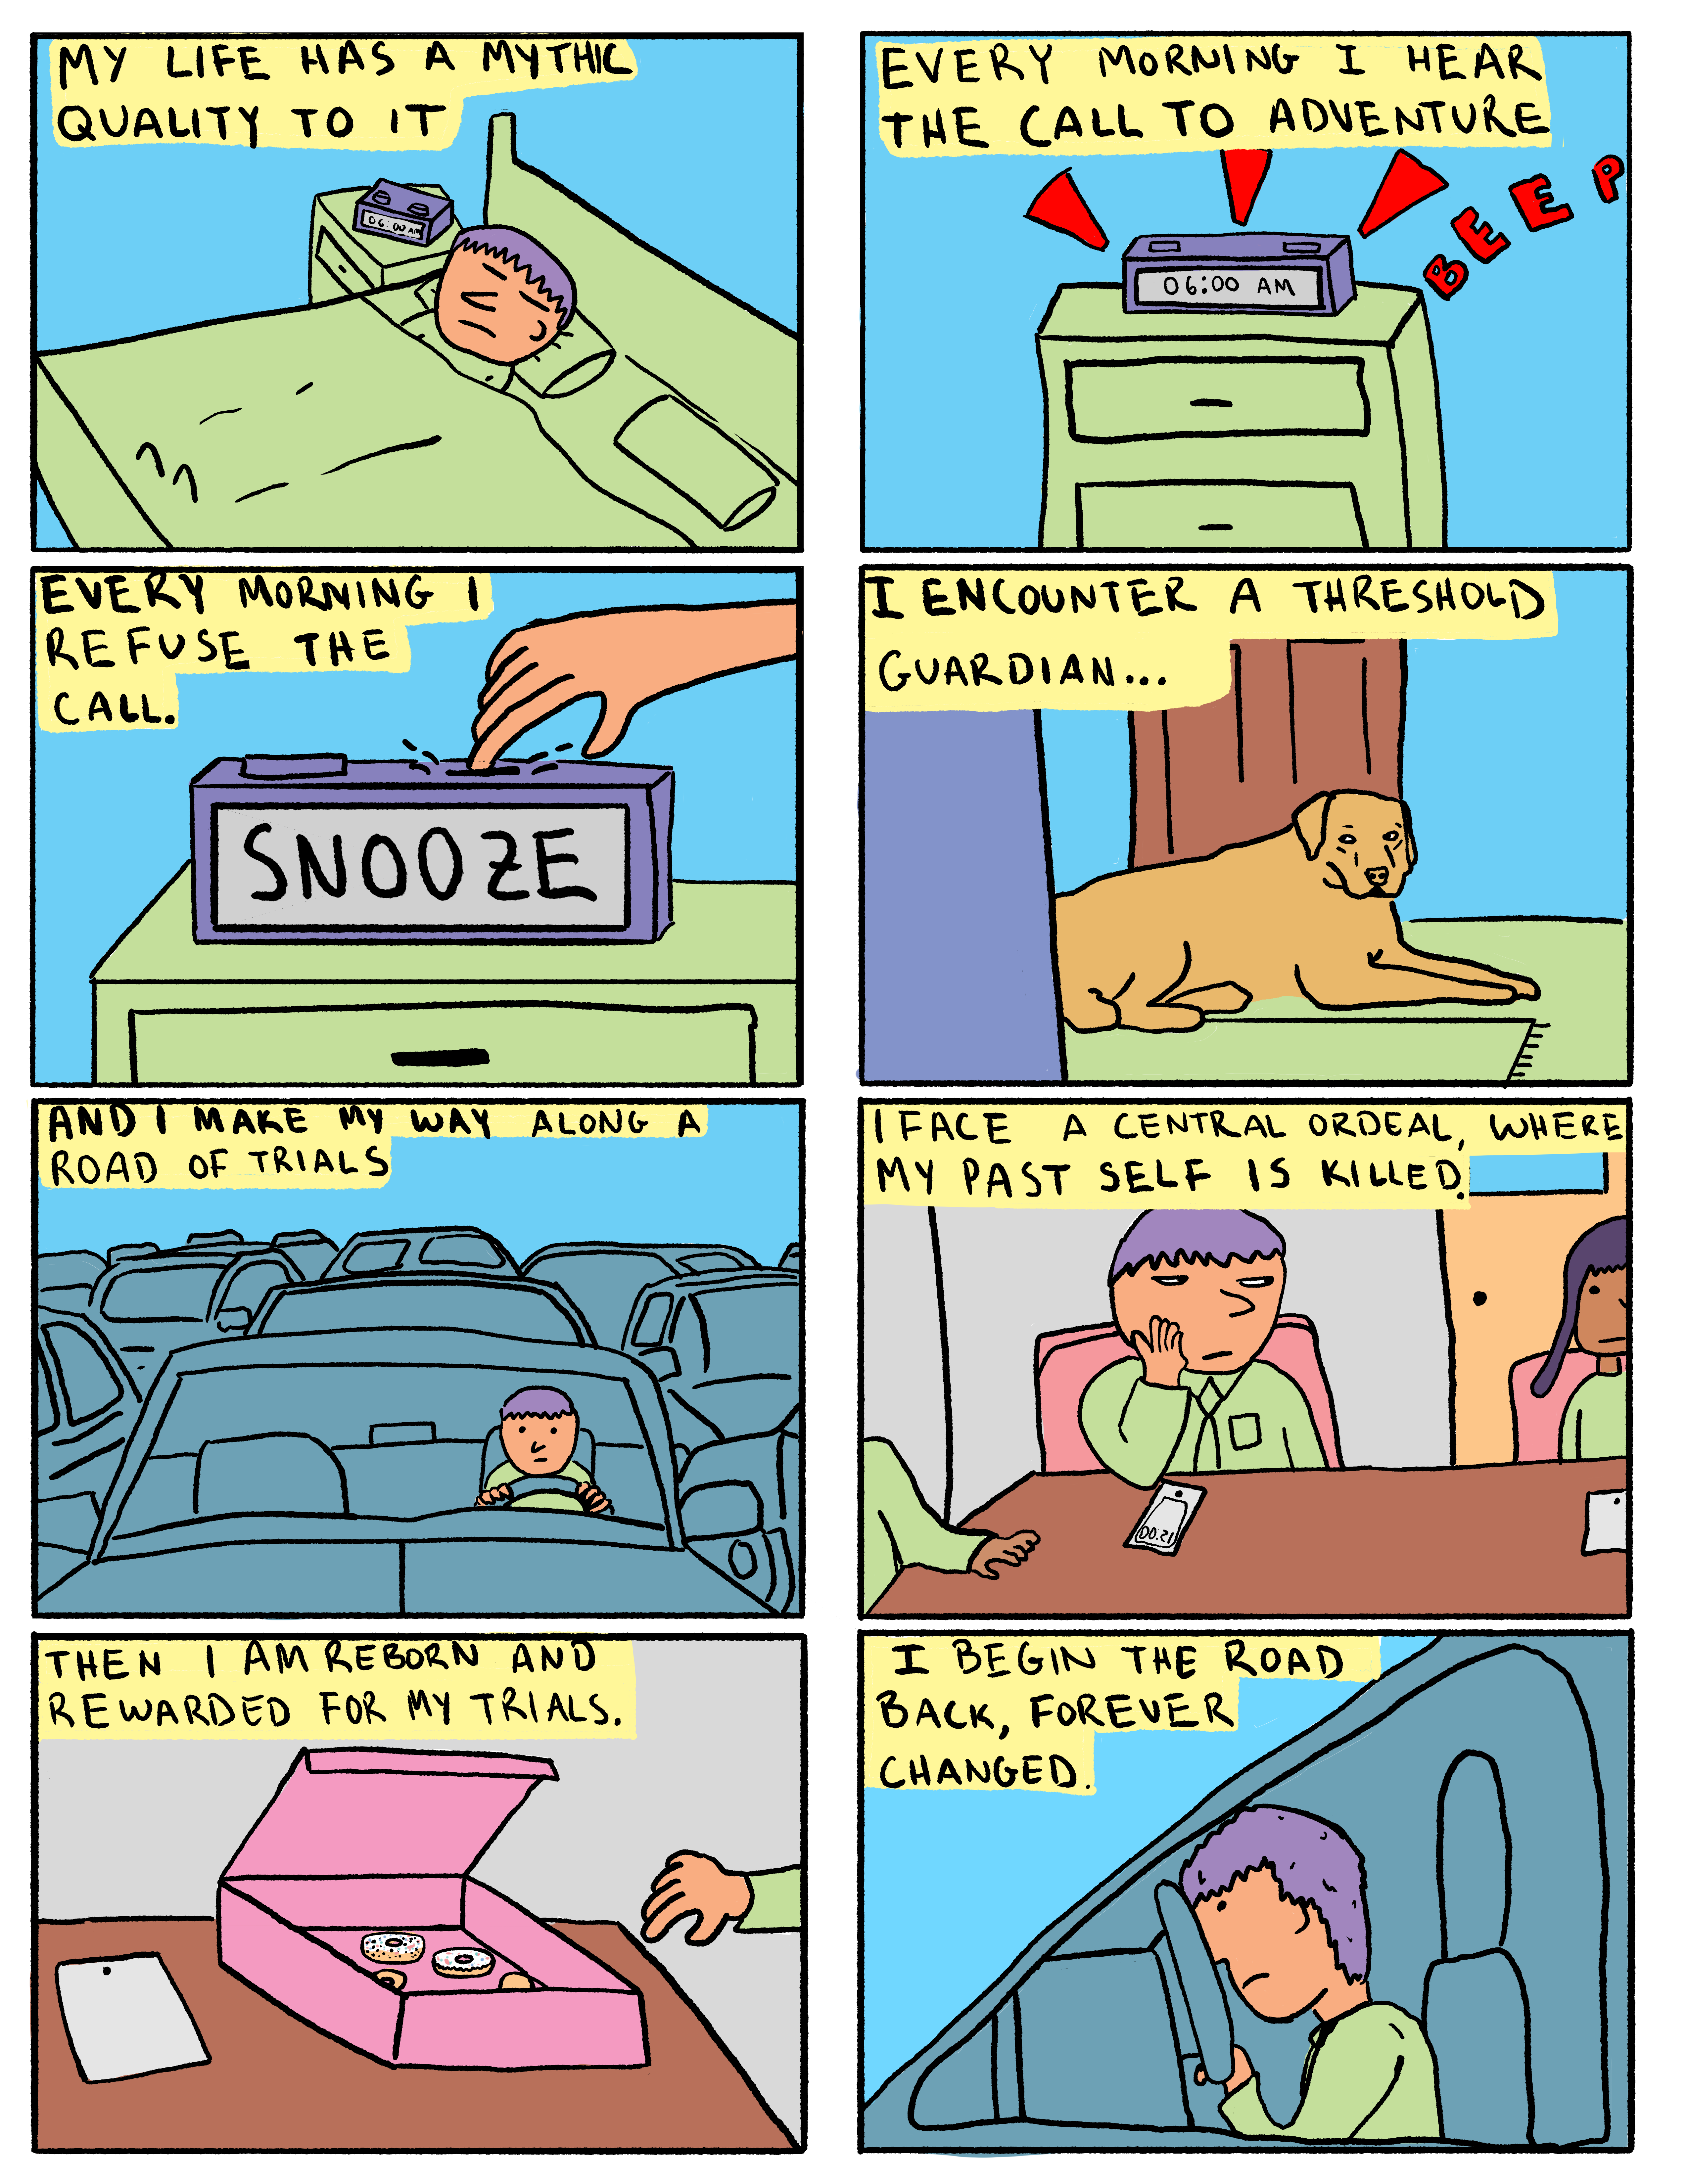 MY LIFE HAS A MYTHIC
QUALITY TO IT
06:00 AM
EVERY MORNING I HEAR
THE CALL TO ADVENTURE
BEEP
06:00 AM
EVERY MORNING I
REFUSE THE
CALL.
SNOOZE
I ENCOUNTER A THRESHOLD
GUARDIAN...
AND I MAKE MY WAY ALONG A
ROAD OF TRIALS
I FACE A CENTRAL ORDEAL, WHERE
MY PAST SELF IS KILLED.
THEN I AM REBORN AND
REWARDED FOR MY TRIALS.
I BEGIN THE ROAD
BACK, FOREVER
CHANGED.